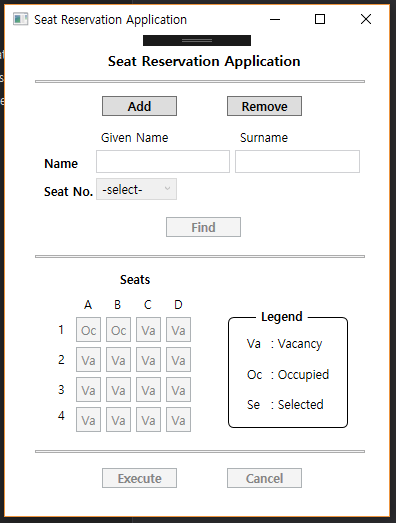 Seat Reservation Application
Seat Reservation Application
Add Remove
Given Name Surname
Name
Seat No. -select-
Find
Seats
A B C D
1 Oc Oc Va Va
2 Va Va Va Va
3 Va Va Va Va
4 Va Va Va Va
Legend
Va : Vacancy
Oc : Occupied
Se : Selected
Execute Cancel